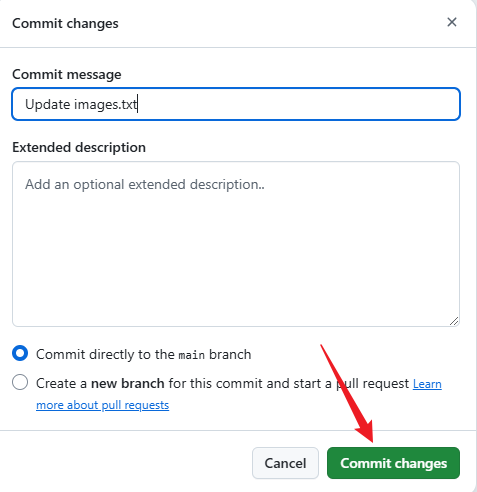 Commit changes
Commit message
Update images.txt
Extended description
Add an optional extended description..
Commit directly to the main branch
Create a new branch for this commit and start a pull request Learn
more about pull requests
Cancel
Commit changes